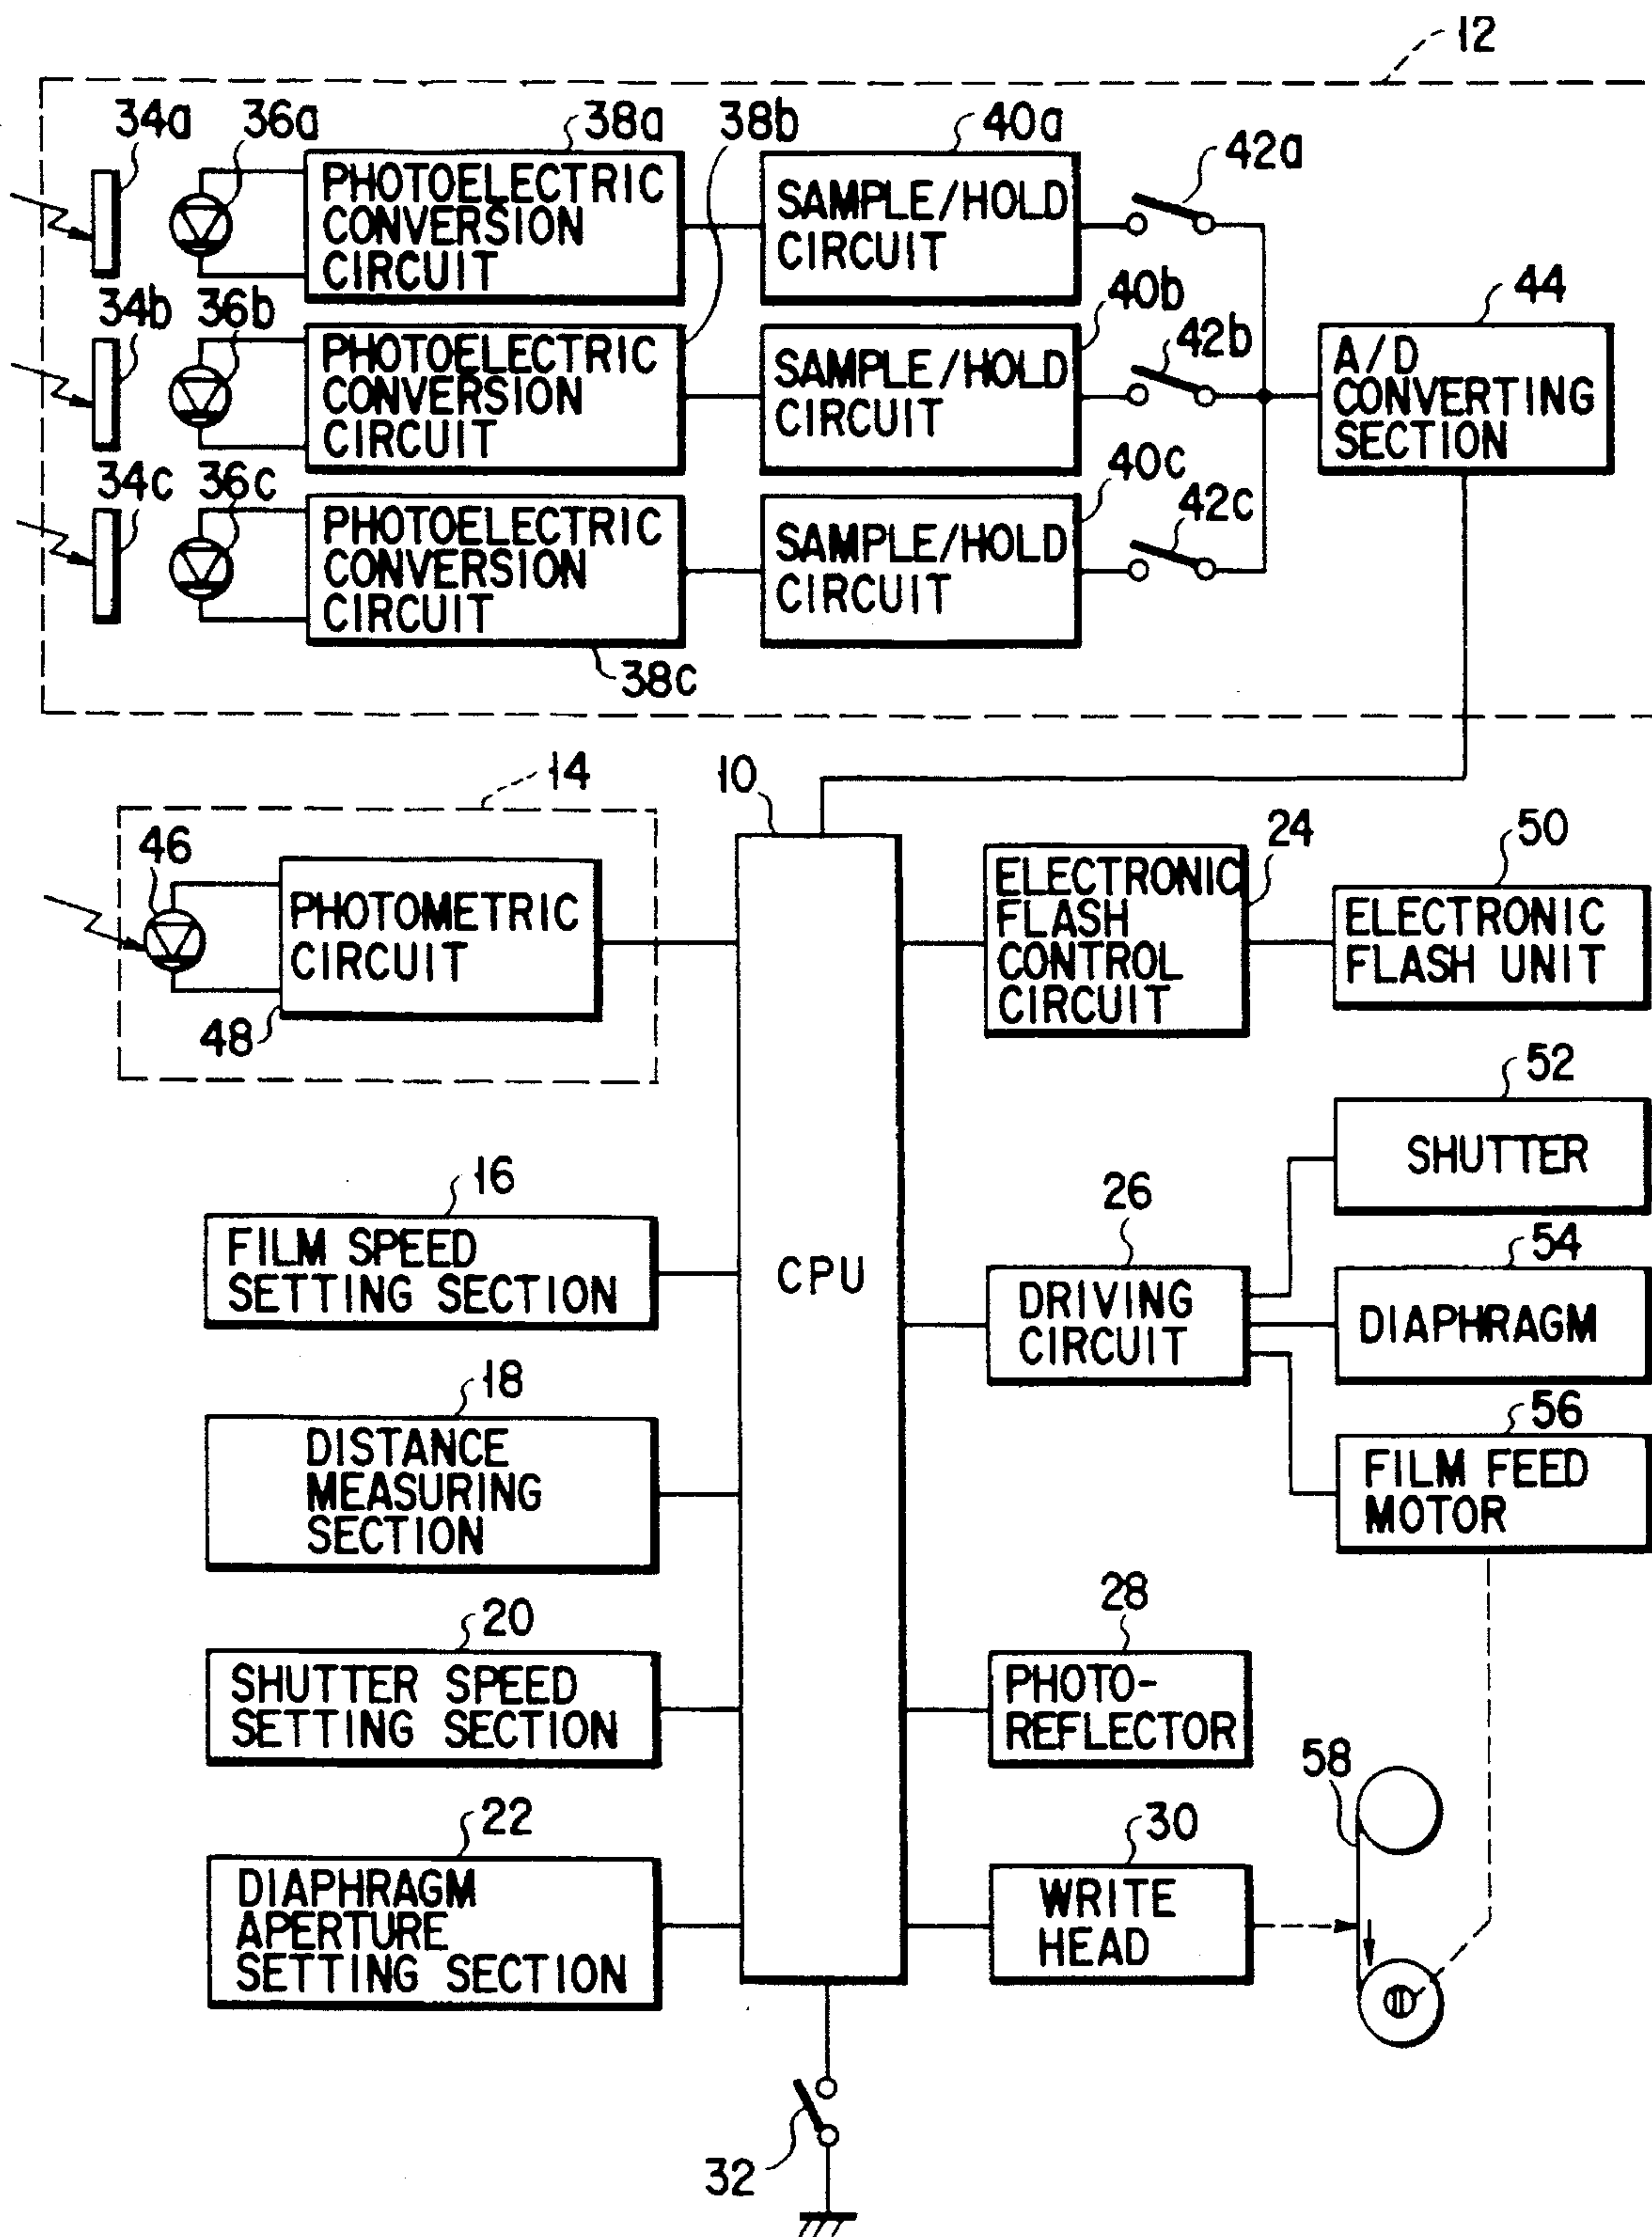 12
34a
36a
38a
38b
40a
42a
PHOTOELECTRIC
CONVERSION
CIRCUIT
SAMPLE/HOLD
CIRCUIT
34b
36b
40b
42b
44
PHOTOELECTRIC
CONVERSION
CIRCUIT
SAMPLE/HOLD
CIRCUIT
A/D
CONVERTING
SECTION
34c
36c
40c
42c
PHOTOELECTRIC
CONVERSION
CIRCUIT
SAMPLE/HOLD
CIRCUIT
38c
14
10
46
PHOTOMETRIC
CIRCUIT
48
24
ELECTRONIC
FLASH
CONTROL
CIRCUIT
50
ELECTRONIC
FLASH UNIT
52
SHUTTER
16
FILM SPEED
SETTING SECTION
CPU
26
DRIVING
CIRCUIT
54
DIAPHRAGM
18
DISTANCE
MEASURING
SECTION
56
FILM FEED
MOTOR
20
SHUTTER SPEED
SETTING SECTION
28
PHOTO-
REFLECTOR
58
22
DIAPHRAGM
APERTURE
SETTING SECTION
30
WRITE
HEAD
32